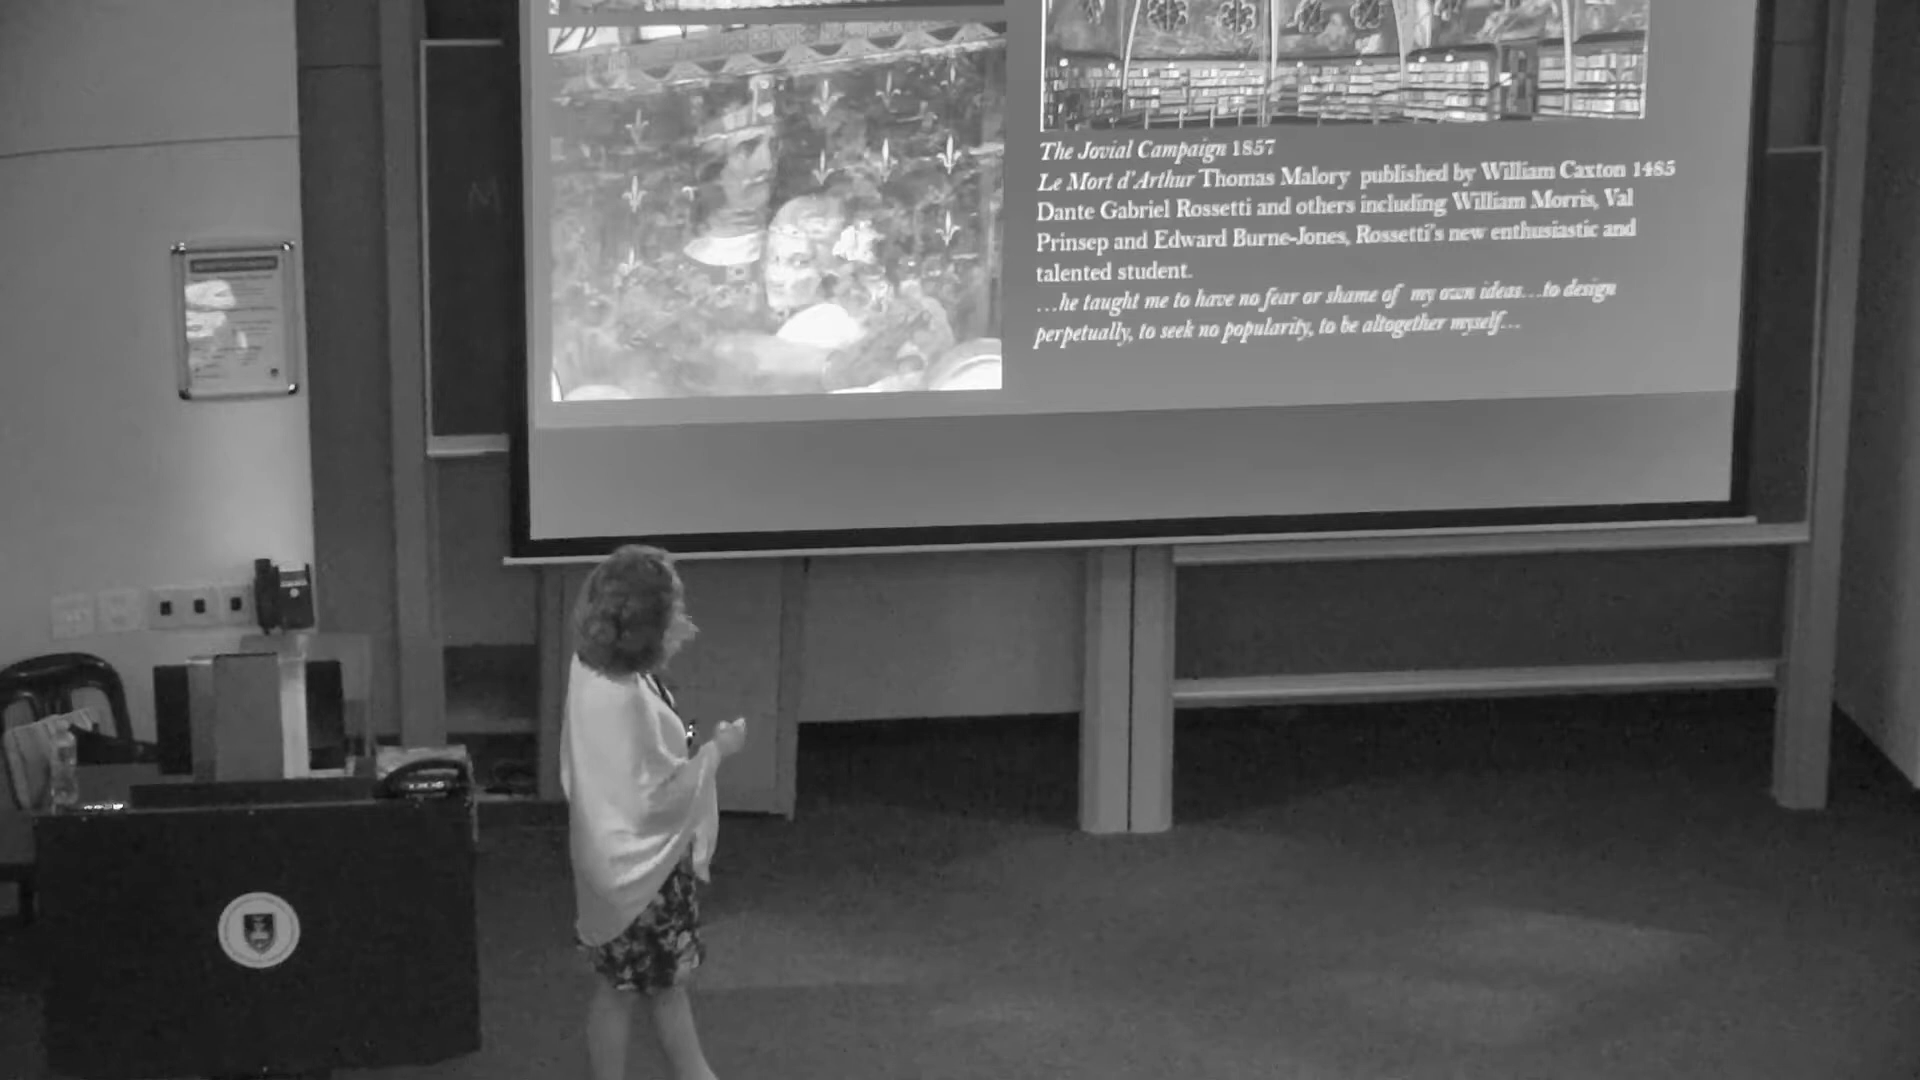 The Jovial Campaign 1857
Le Mort d'Arthur Thomas Malory published by William Caxton 1485
Dante Gabriel Rossetti and others including William Morris, Val
Prinsep and Edward Burne-Jones, Rossetti's new enthusiastic and
talented student.
…he taught me to have no fear or shame of my own ideas…to design
perpetually, to seek no popularity, to be altogether myself…